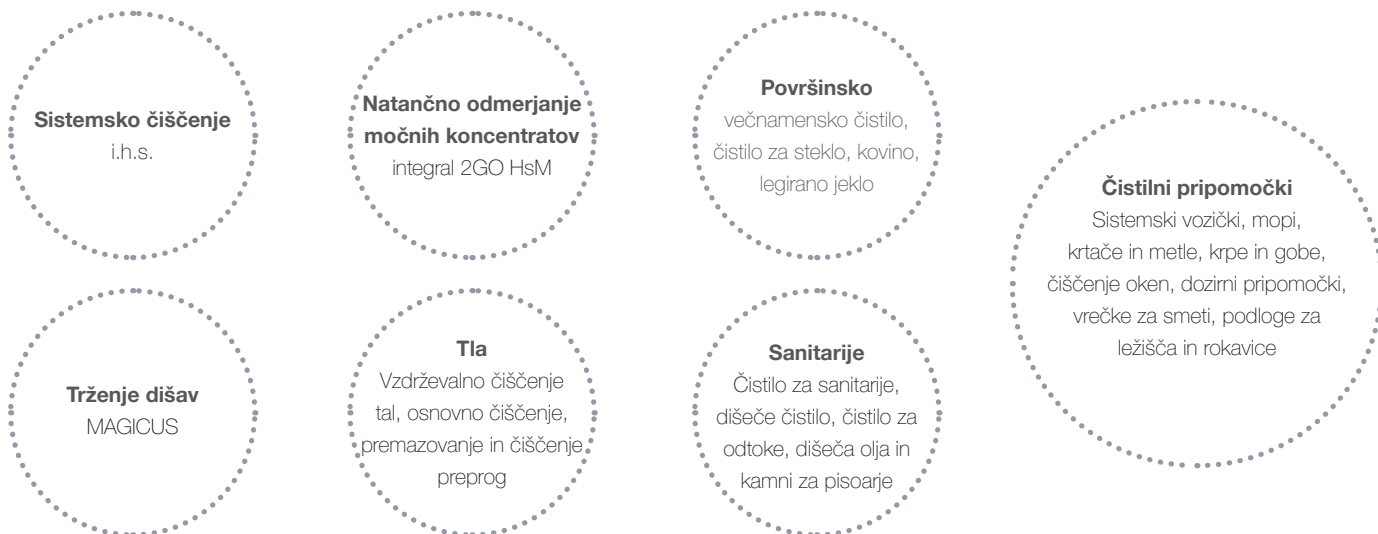 Sistemsko čiščenje
i.h.s.
Natančno odmerjanje
močnih koncentratov
integral 2GO HsM
Površinsko
večnamensko čistilo,
čistilo za steklo, kovino,
legirano jeklo
Čistilni pripomočki
Sistemski vozički, mopi,
krtače in metle, krpe in gobe,
čiščenje oken, dozirni pripomočki,
vrečke za smeti, podloge za
ležišča in rokavice
Trženje dišav
MAGICUS
Tla
Vzdrževalno čiščenje
tal, osnovno čiščenje,
premazovanje in čiščenje
preprog
Sanitarije
Čistilo za sanitarije,
dišeče čistilo, čistilo za
odtoke, dišeča olja in
kamni za pisoarje